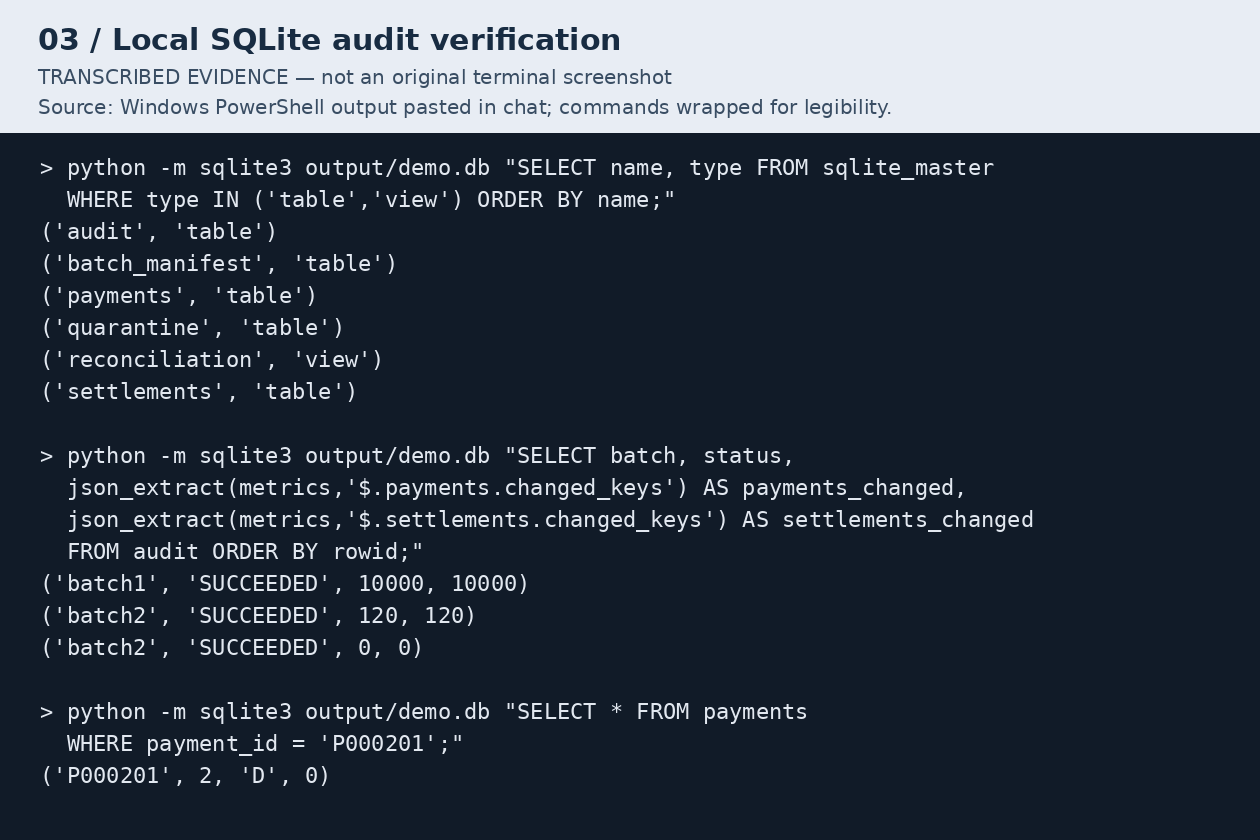 03 / Local SQLite audit verification
TRANSCRIBED EVIDENCE — not an original terminal screenshot
Source: Windows PowerShell output pasted in chat; commands wrapped for legibility.
> python -m sqlite3 output/demo.db "SELECT name, type FROM sqlite_master
  WHERE type IN ('table','view') ORDER BY name;"
('audit', 'table')
('batch_manifest', 'table')
('payments', 'table')
('quarantine', 'table')
('reconciliation', 'view')
('settlements', 'table')
> python -m sqlite3 output/demo.db "SELECT batch, status,
  json_extract(metrics,'$.payments.changed_keys') AS payments_changed,
  json_extract(metrics,'$.settlements.changed_keys') AS settlements_changed
  FROM audit ORDER BY rowid;"
('batch1', 'SUCCEEDED', 10000, 10000)
('batch2', 'SUCCEEDED', 120, 120)
('batch2', 'SUCCEEDED', 0, 0)
> python -m sqlite3 output/demo.db "SELECT * FROM payments
  WHERE payment_id = 'P000201';"
('P000201', 2, 'D', 0)